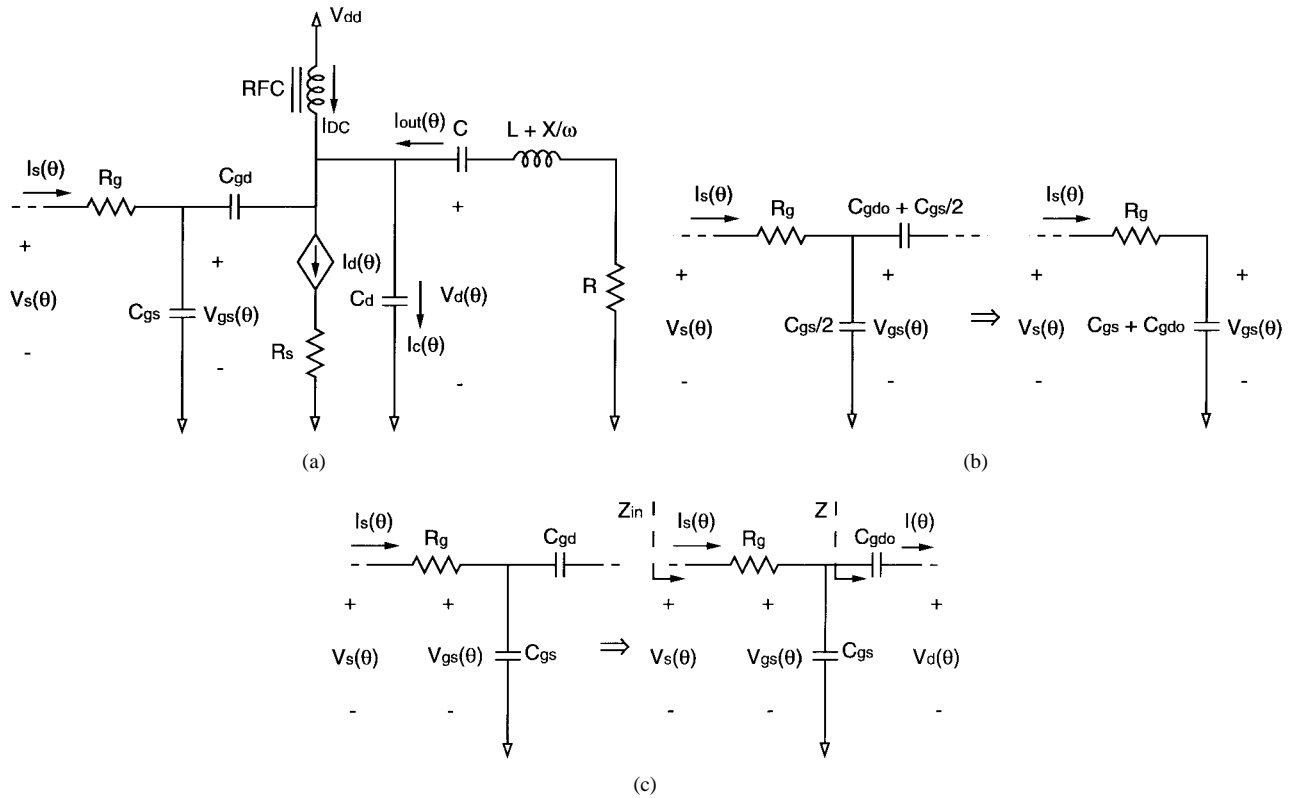 Vdd
RFC
IDC
Iout(θ)
C
L + X/ω
Is(θ)
Rg
Cgd
+
Vs(θ)
-
Cgs
+
Vgs(θ)
-
Id(θ)
Rs
Cd
Ic(θ)
+
Vd(θ)
-
R
(a)
Is(θ)
Rg
Cgdo + Cgs/2
+
Vs(θ)
-
Cgs/2
+
Vgs(θ)
-
⇒
Is(θ)
Rg
+
Vs(θ)
-
Cgs + Cgdo
+
Vgs(θ)
-
(b)
Is(θ)
Rg
Cgd
+
Vs(θ)
-
+
Vgs(θ)
-
Cgs
⇒
Zin
Is(θ)
Rg
Z
Cgdo
I(θ)
+
Vs(θ)
-
+
Vgs(θ)
-
Cgs
+
Vd(θ)
-
(c)